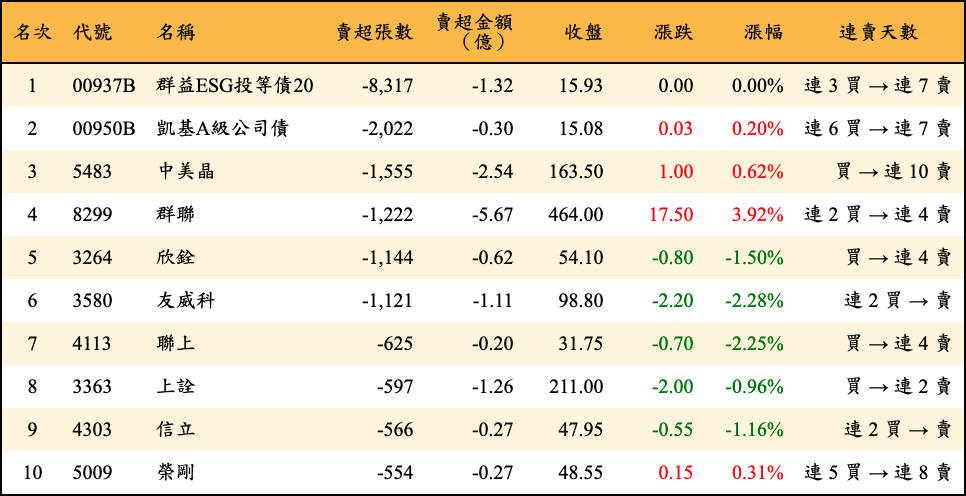 名次 代號 名稱 賣超張數 賣超金額（億） 收盤 漲跌 漲幅 連賣天數
1 00937B 群益ESG投等債20 -8,317 -1.32 15.93 0.00 0.00% 連 3 買 → 連 7 賣
2 00950B 凱基A級公司債 -2,022 -0.30 15.08 0.03 0.20% 連 6 買 → 連 7 賣
3 5483 中美晶 -1,555 -2.54 163.50 1.00 0.62% 買 → 連 10 賣
4 8299 群聯 -1,222 -5.67 464.00 17.50 3.92% 連 2 買 → 連 4 賣
5 3264 欣銓 -1,144 -0.62 54.10 -0.80 -1.50% 買 → 連 4 賣
6 3580 友威科 -1,121 -1.11 98.80 -2.20 -2.28% 連 2 買 → 賣
7 4113 聯上 -625 -0.20 31.75 -0.70 -2.25% 買 → 連 4 賣
8 3363 上詮 -597 -1.26 211.00 -2.00 -0.96% 買 → 連 2 賣
9 4303 信立 -566 -0.27 47.95 -0.55 -1.16% 連 2 買 → 賣
10 5009 榮剛 -554 -0.27 48.55 0.15 0.31% 連 5 買 → 連 8 賣